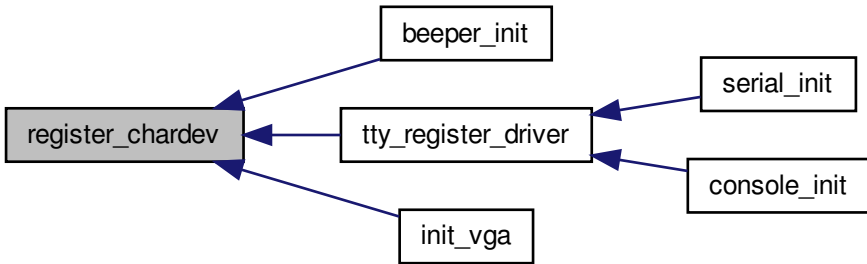 beeper_init
serial_init
register_chardev
tty_register_driver
console_init
init_vga